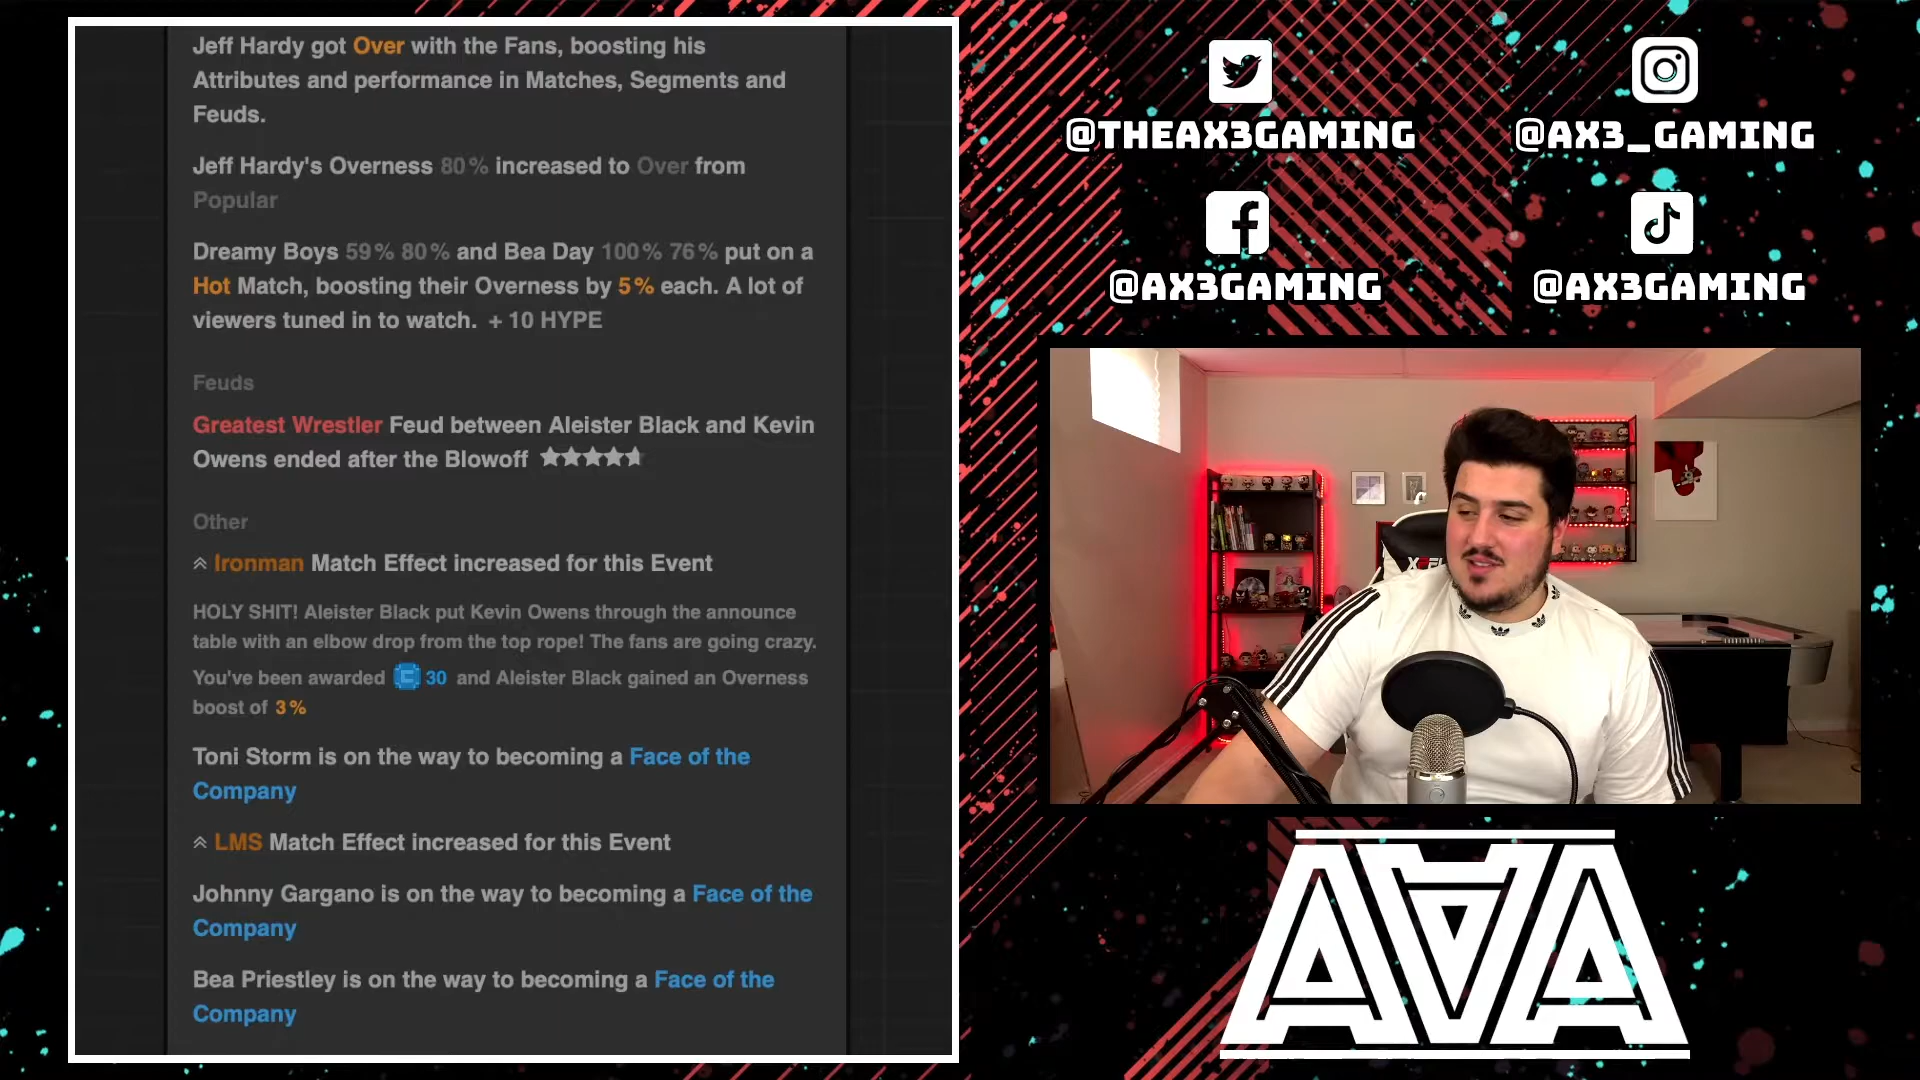 Jeff Hardy got Over with the Fans, boosting his
Attributes and performance in Matches, Segments and
Feuds.
Jeff Hardy's Overness 80% increased to Over from
Popular
Dreamy Boys 59% 80% and Bea Day 100% 76% put on a
Hot Match, boosting their Overness by 5% each. A lot of
viewers tuned in to watch. + 10 HYPE
Feuds
Greatest Wrestler Feud between Aleister Black and Kevin
Owens ended after the Blowoff
Other
Ironman Match Effect increased for this Event
HOLY SHIT! Aleister Black put Kevin Owens through the announce
table with an elbow drop from the top rope! The fans are going crazy.
You've been awarded 30 and Aleister Black gained an Overness
boost of 3%
Toni Storm is on the way to becoming a Face of the
Company
LMS Match Effect increased for this Event
Johnny Gargano is on the way to becoming a Face of the
Company
Bea Priestley is on the way to becoming a Face of the
Company
@THEAX3GAMING
@AX3_GAMING
@AX3GAMING
@AX3GAMING